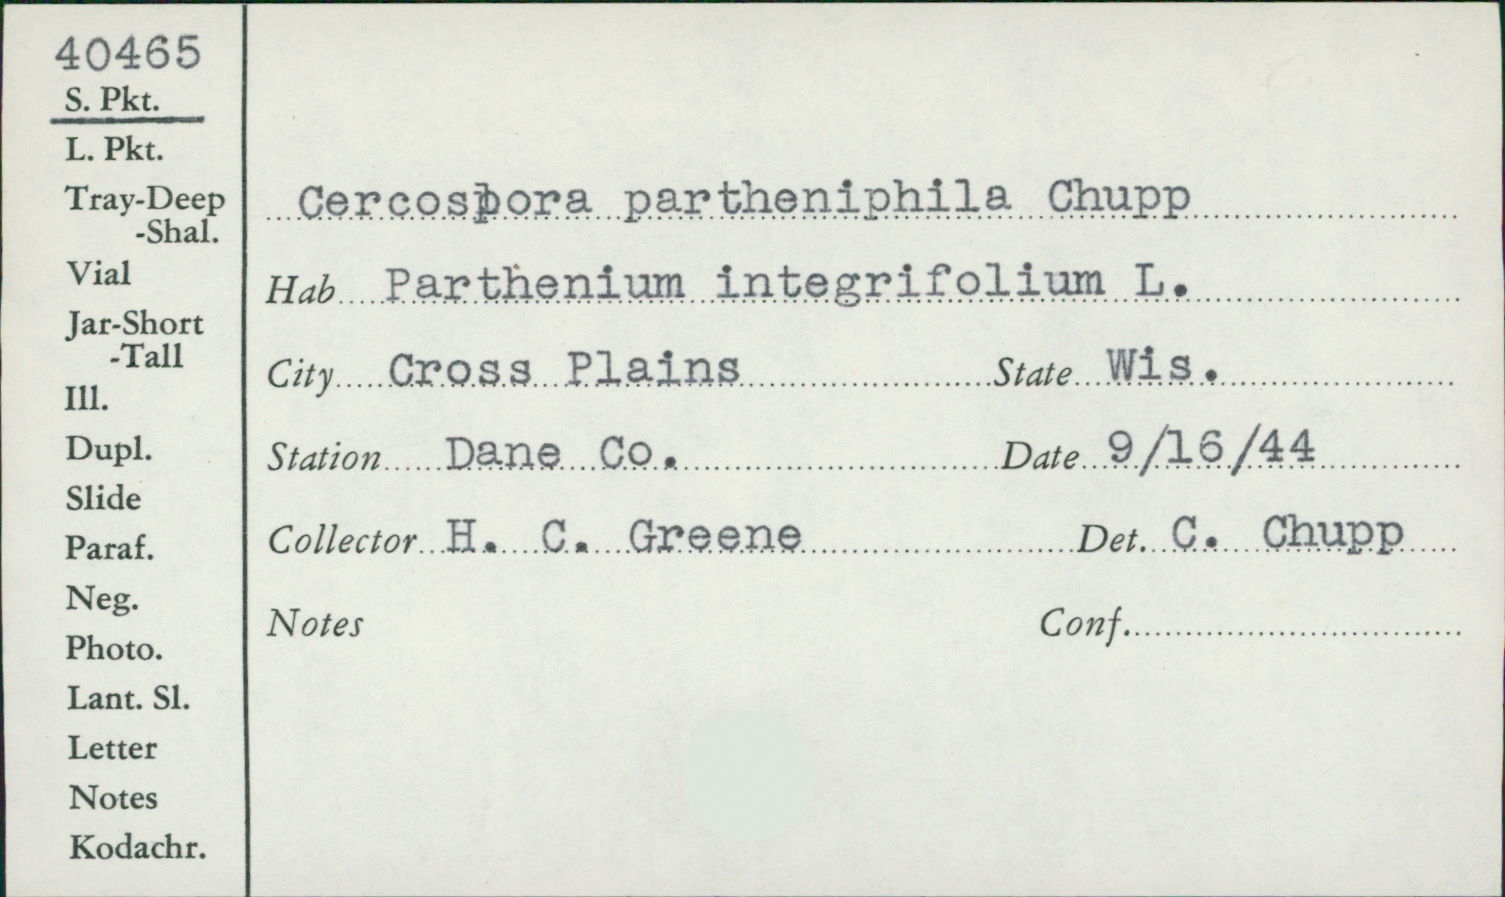 40465
S. Pkt.
L. Pkt.
Tray-Deep
-Shal.
Vial
Jar-Short
-Tall
Ill.
Dupl.
Slide
Paraf.
Neg.
Photo.
Lant. Sl.
Letter
Notes
Kodachr.
Cercospora partheniphila Chupp
Hab Parthenium integrifolium L.
City Cross Plains State Wis.
Station Dane Co. Date 9/16/44
Collector H. C. Greene Det. C. Chupp
Notes Conf.